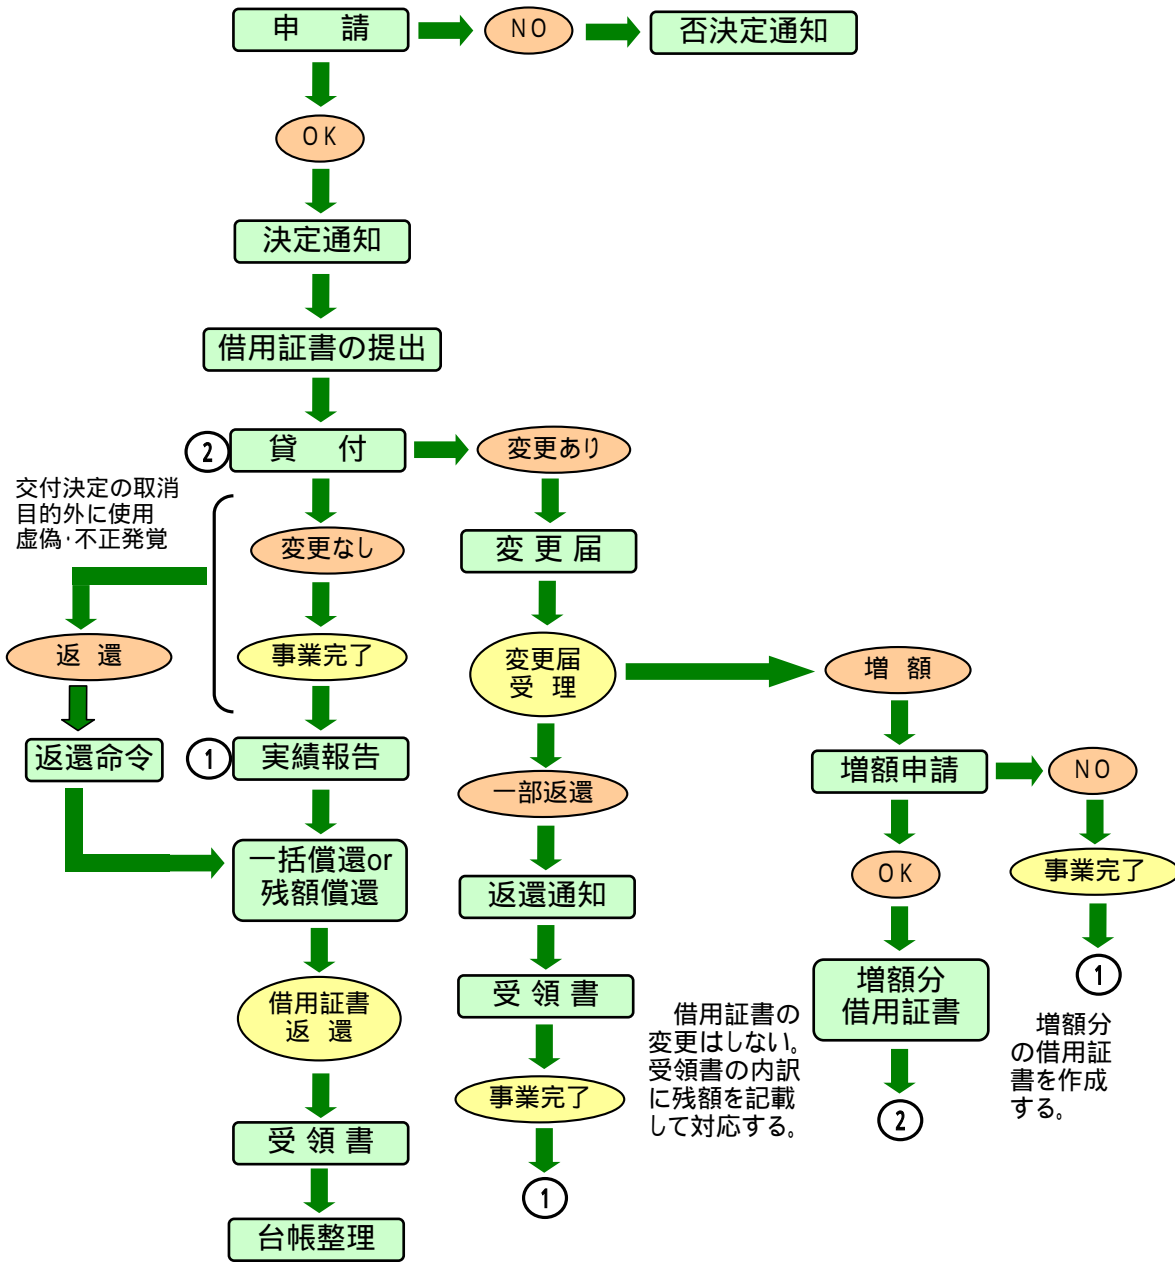 申　請
NO
否決定通知
OK
決定通知
借用証書の提出
② 貸　付
変更あり
交付決定の取消
目的外に使用
虚偽･不正発覚
変更なし
変 更 届
返　還
事業完了
変更届
受　理
増　額
返還命令
① 実績報告
一部返還
増額申請
NO
一括償還or
残額償還
返還通知
OK
事業完了
借用証書
返　還
受 領 書
増額分
借用証書
①
借用証書の
変更はしない。
受領書の内訳
に残額を記載
して対応する。
増額分
の借用証
書を作成
する。
事業完了
②
受 領 書
①
台帳整理